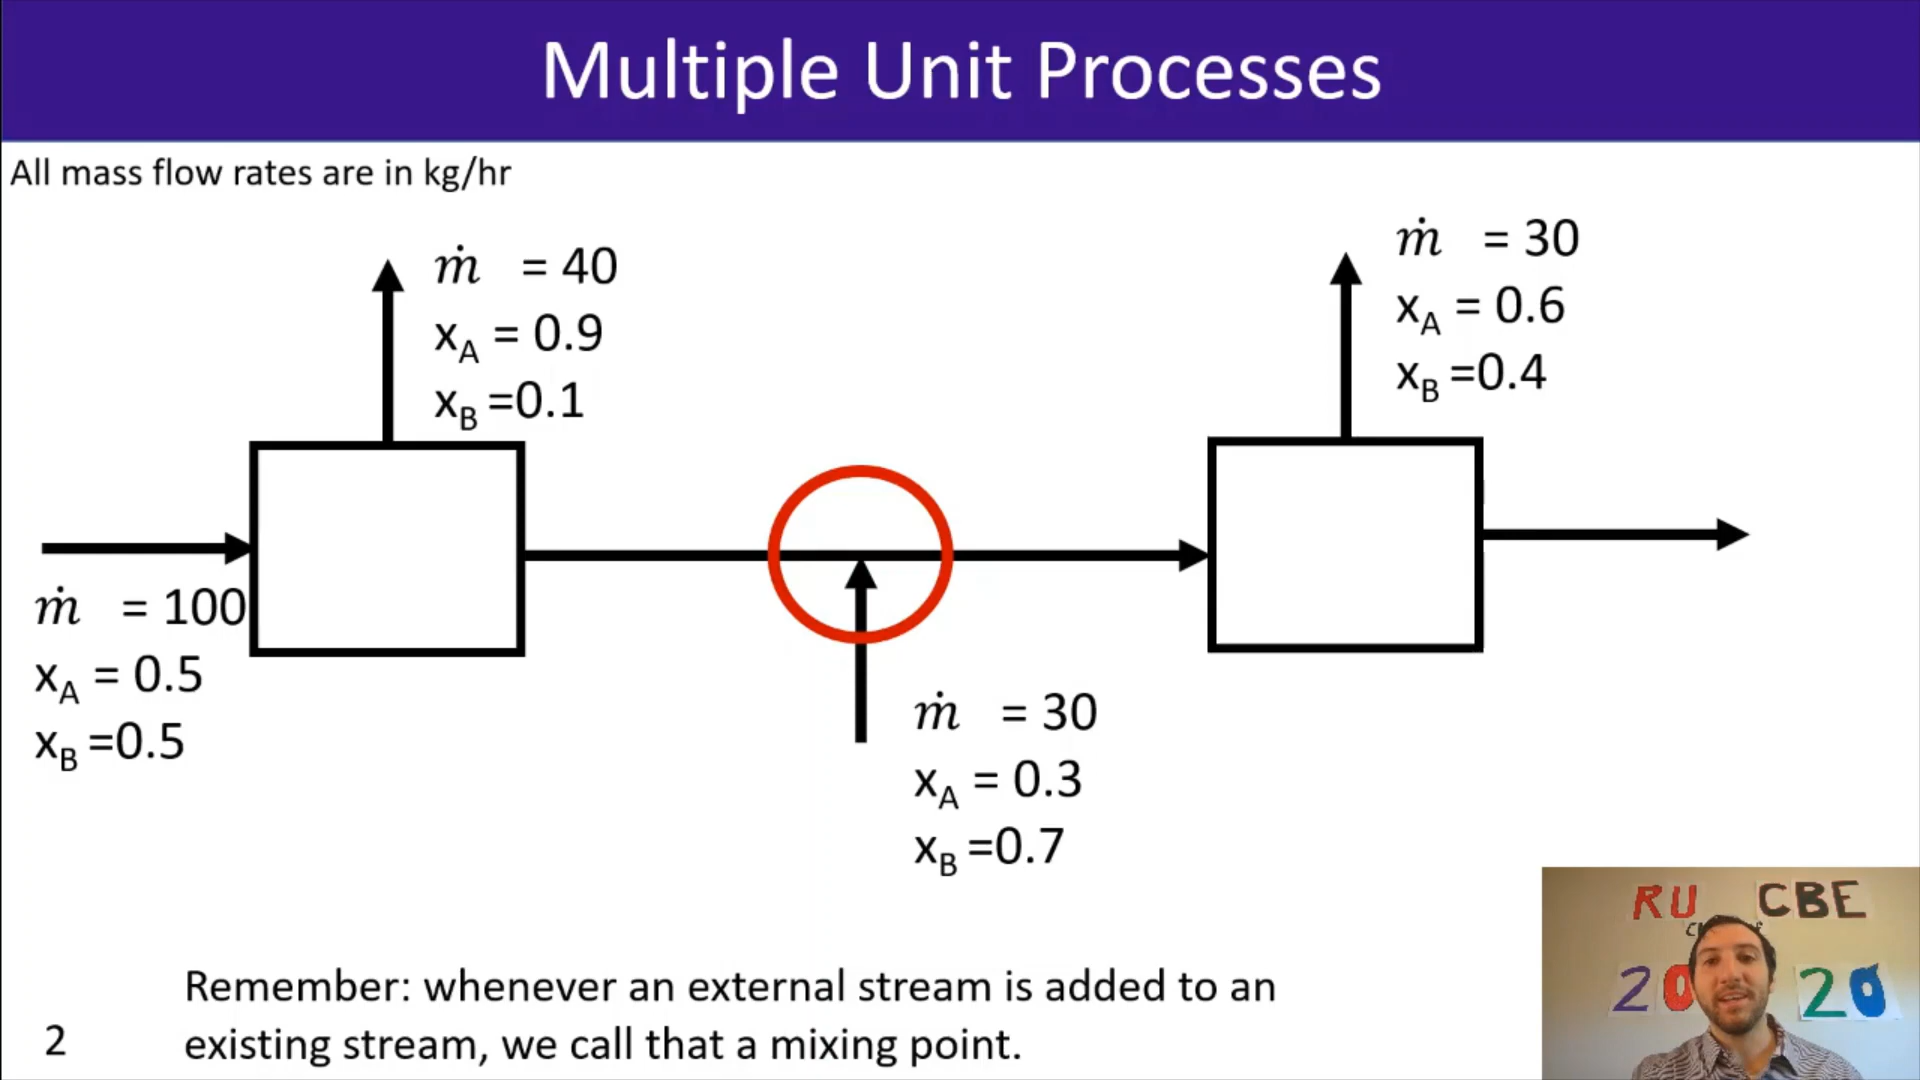 Multiple Unit Processes
All mass flow rates are in kg/hr
ṁ = 40
xA = 0.9
xB =0.1
ṁ = 30
xA = 0.6
xB =0.4
ṁ = 100
xA = 0.5
xB =0.5
ṁ = 30
xA = 0.3
xB =0.7
Remember: whenever an external stream is added to an
existing stream, we call that a mixing point.
2
RU CBE
20 20